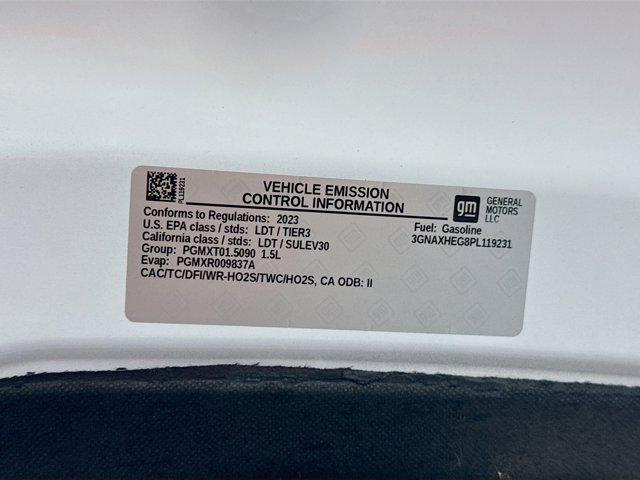 PL119231
VEHICLE EMISSION
CONTROL INFORMATION
gm
GENERAL
MOTORS
LLC
Conforms to Regulations: 2023
U.S. EPA class / stds: LDT / TIER3
California class / stds: LDT / SULEV30
Group: PGMXT01.5090 1.5L
Evap: PGMXR009837A
CAC/TC/DFI/WR-HO2S/TWC/HO2S, CA ODB: II
Fuel: Gasoline
3GNAXHEG8PL119231